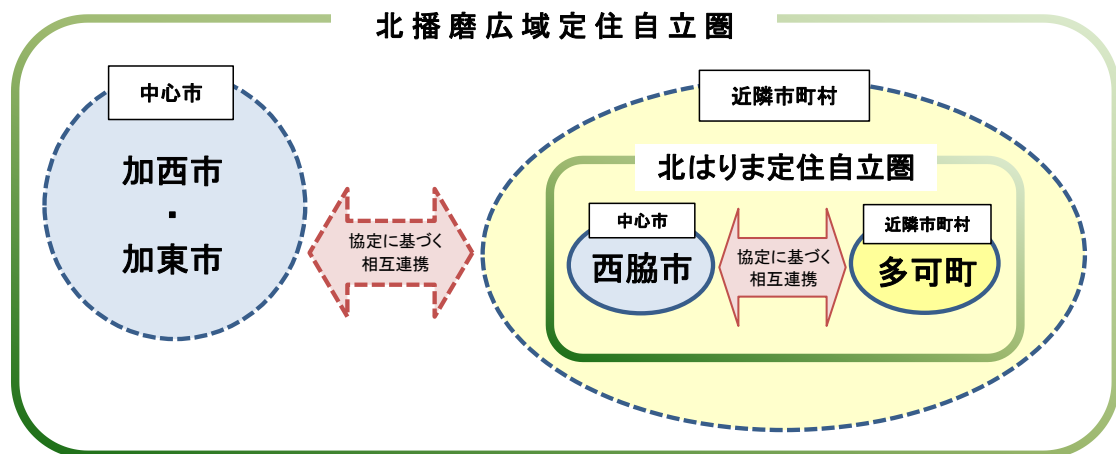 北播磨広域定住自立圏
中心市
加西市
・
加東市
協定に基づく
相互連携
近隣市町村
北はりま定住自立圏
中心市
西脇市
協定に基づく
相互連携
近隣市町村
多可町